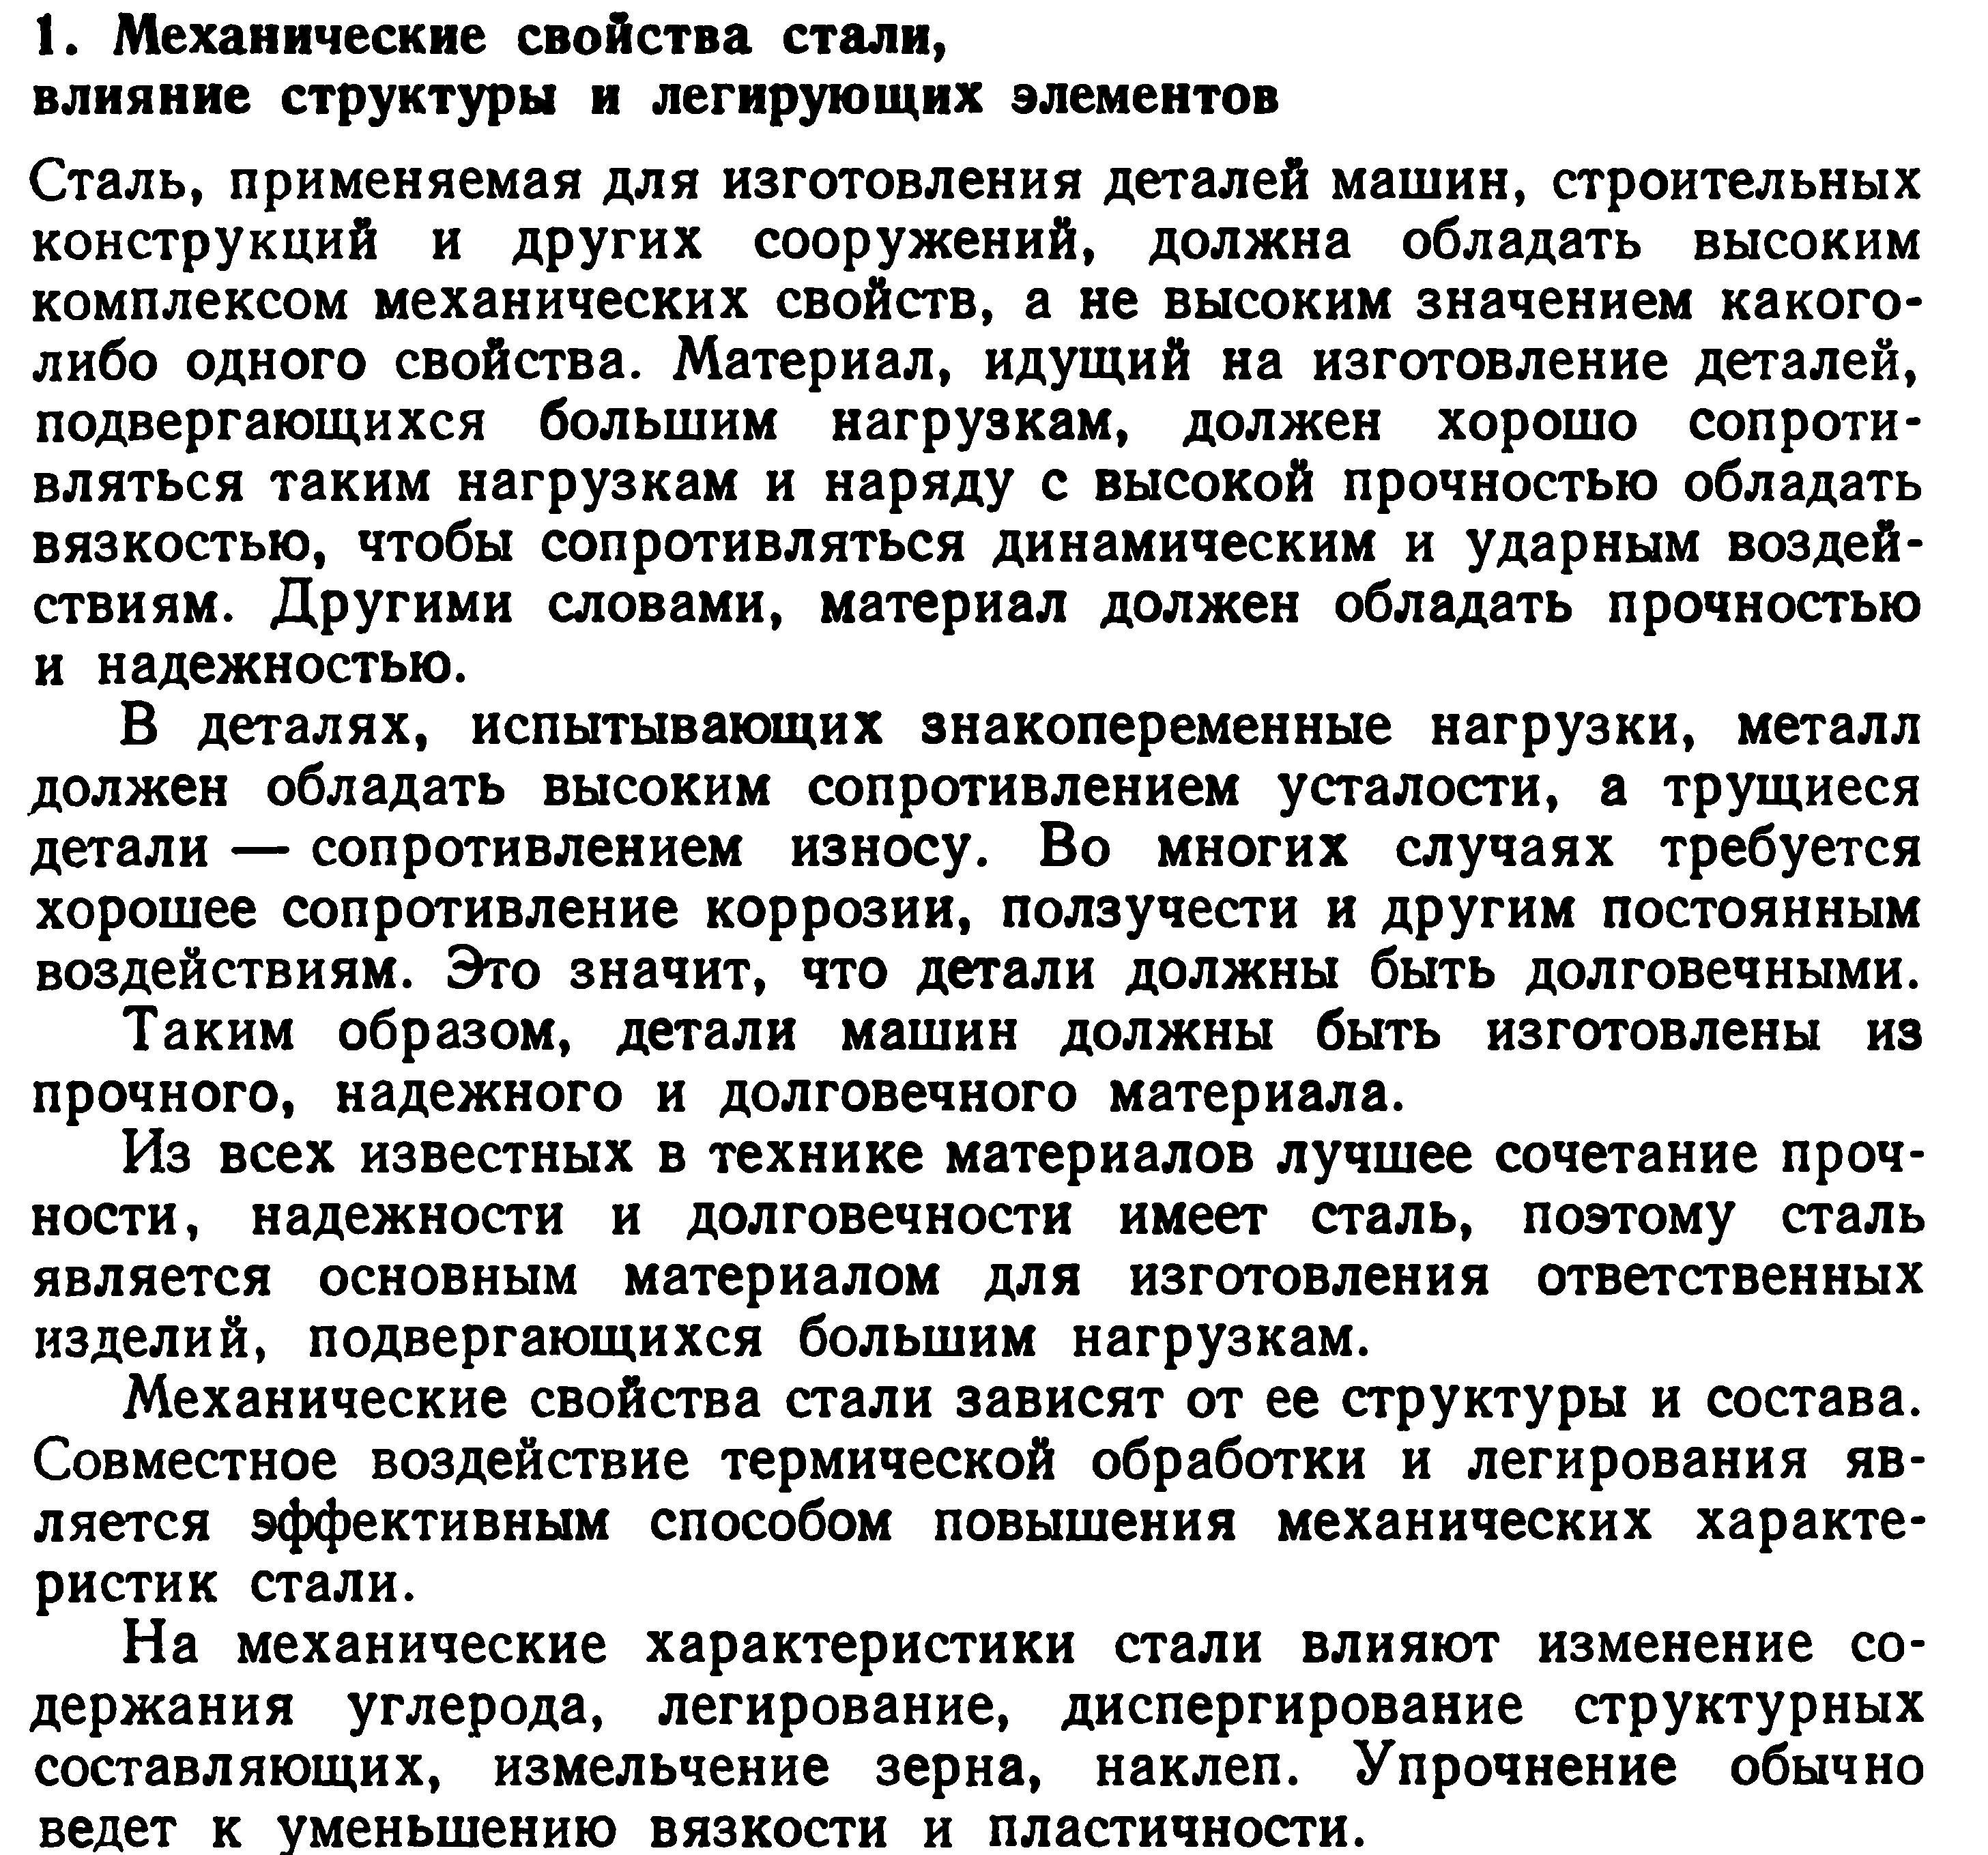 1. Механические свойства стали,
влияние структуры и легирующих элементов
Сталь, применяемая для изготовления деталей машин, строительных
конструкций и других сооружений, должна обладать высоким
комплексом механических свойств, а не высоким значением какого-
либо одного свойства. Материал, идущий на изготовление деталей,
подвергающихся большим нагрузкам, должен хорошо сопроти-
вляться таким нагрузкам и наряду с высокой прочностью обладать
вязкостью, чтобы сопротивляться динамическим и ударным воздей-
ствиям. Другими словами, материал должен обладать прочностью
и надежностью.
В деталях, испытывающих знакопеременные нагрузки, металл
должен обладать высоким сопротивлением усталости, а трущиеся
детали — сопротивлением износу. Во многих случаях требуется
хорошее сопротивление коррозии, ползучести и другим постоянным
воздействиям. Это значит, что детали должны быть долговечными.
Таким образом, детали машин должны быть изготовлены из
прочного, надежного и долговечного материала.
Из всех известных в технике материалов лучшее сочетание проч-
ности, надежности и долговечности имеет сталь, поэтому сталь
является основным материалом для изготовления ответственных
изделий, подвергающихся большим нагрузкам.
Механические свойства стали зависят от ее структуры и состава.
Совместное воздействие термической обработки и легирования яв-
ляется эффективным способом повышения механических характе-
ристик стали.
На механические характеристики стали влияют изменение со-
держания углерода, легирование, диспергирование структурных
составляющих, измельчение зерна, наклеп. Упрочнение обычно
ведет к уменьшению вязкости и пластичности.